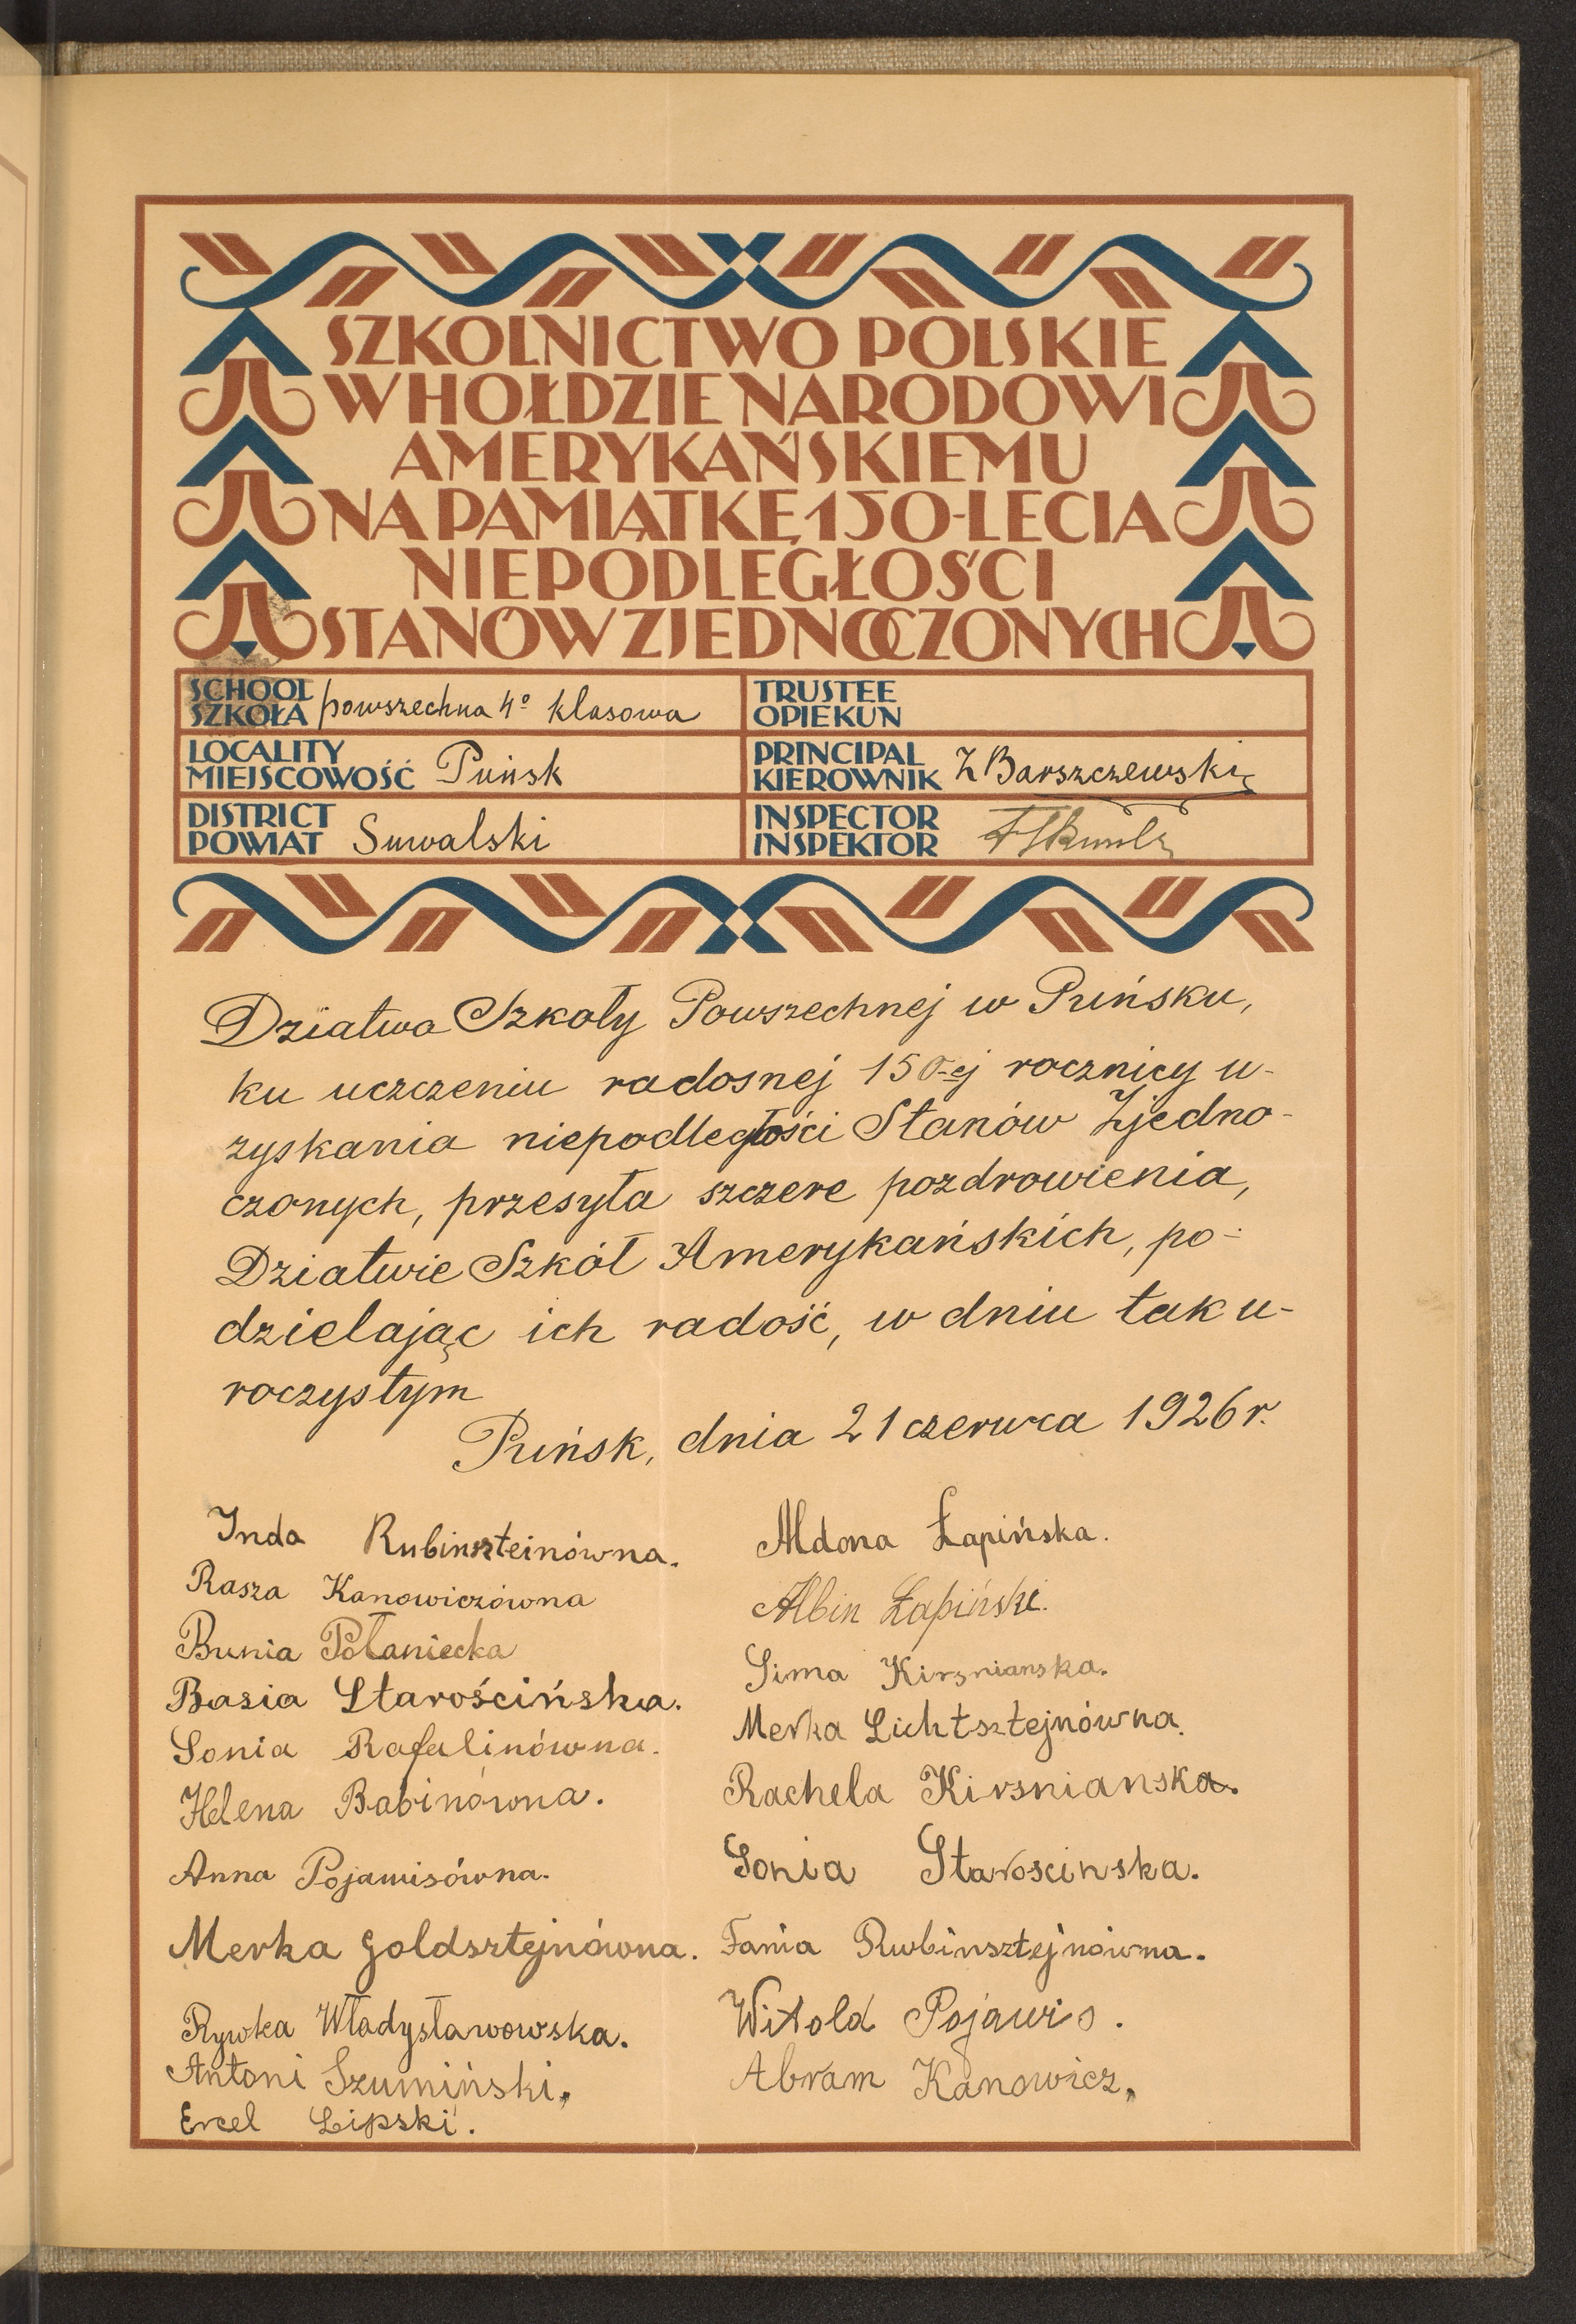 SZKOLNICTWO POLSKIE
W HOŁDZIE NARODOWI
AMERYKAŃSKIEMU
NA PAMIĄTKĘ 150-LECIA
NIEPODLEGŁOŚCI
STANÓW ZJEDNOCZONYCH
SCHOOL
SZKOŁA powszechna 4º klasowa
LOCALITY
MIEJSCOWOŚĆ Puńsk
DISTRICT
POWIAT Suwalski
TRUSTEE
OPIEKUN
PRINCIPAL
KIEROWNIK Z Barszczewski
INSPECTOR
INSPEKTOR
Dziatwa Szkoły Powszechnej w Puńsku,
ku uczczeniu radosnej 150-ej rocznicy u-
zyskania niepodległości Stanów Zjedno-
czonych, przesyła szczere pozdrowienia,
Dziatwie Szkół Amerykańskich, po-
dzielając ich radość, w dniu tak u-
roczystym
Puńsk, dnia 21 czerwca 1926 r.
Inda Rubinszteinówna.
Rasza Kanowiczówna
Bunia Połaniecka
Basia Starościńska.
Sonia Rafalinówna.
Helena Babinówna.
Anna Pojawisówna.
Merka Goldsztejnówna.
Rywka Władysławowska.
Antoni Szumiński.
Ercel Lipski.
Aldona Łapińska.
Albin Łapiński.
Sima Kirsnianska.
Merka Lichtsztejnówna.
Rachela Kirsnianska.
Sonia Staroscinska.
Fania Rubinsztejnówna.
Witold Pojawis.
Abram Kanowicz.